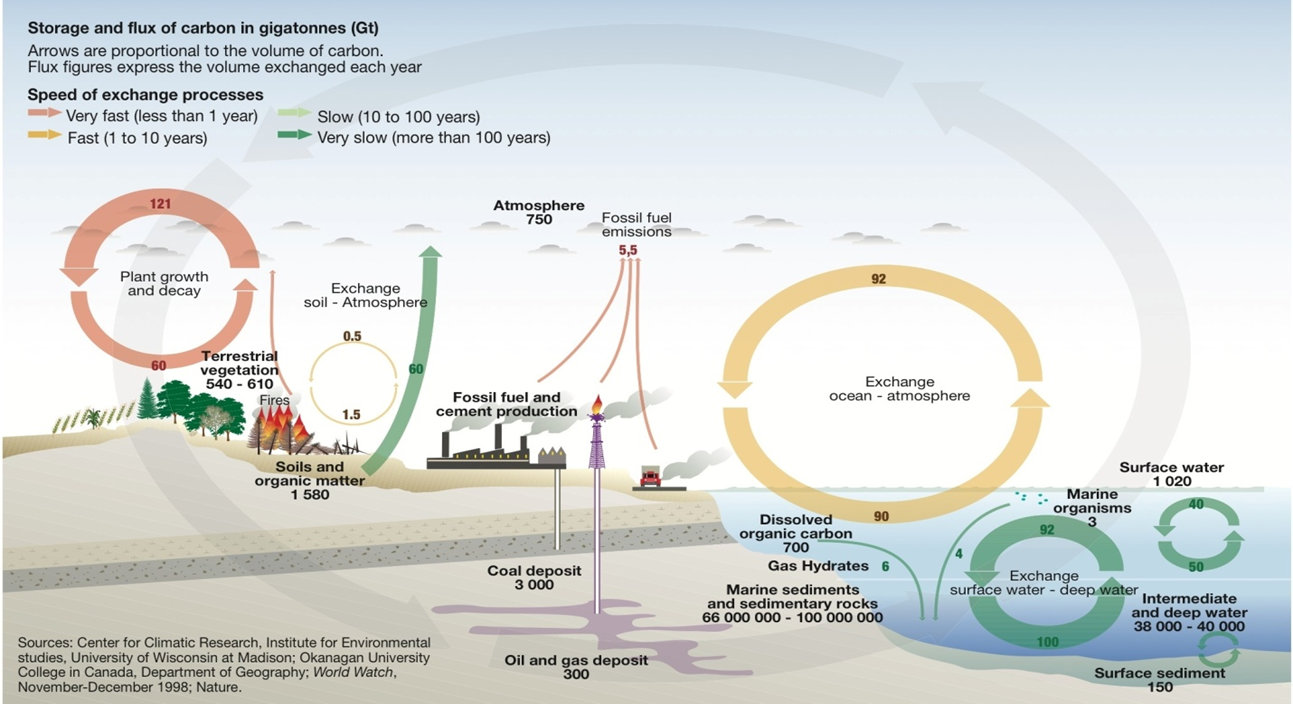 Storage and flux of carbon in gigatonnes (Gt)
Arrows are proportional to the volume of carbon.
Flux figures express the volume exchanged each year
Speed of exchange processes
Very fast (less than 1 year)
Slow (10 to 100 years)
Fast (1 to 10 years)
Very slow (more than 100 years)
121
Plant growth
and decay
60
Terrestrial
vegetation
540 - 610
Fires
Exchange
soil - Atmosphere
0.5
1.5
60
Soils and
organic matter
1 580
Atmosphere
750
Fossil fuel
emissions
5,5
Fossil fuel and
cement production
92
Exchange
ocean - atmosphere
90
Surface water
1 020
Marine
organisms
3
40
50
Dissolved
organic carbon
700
Gas Hydrates
6
4
92
Exchange
surface water - deep water
100
Coal deposit
3 000
Marine sediments
and sedimentary rocks
66 000 000 - 100 000 000
Intermediate
and deep water
38 000 - 40 000
Oil and gas deposit
300
Surface sediment
150
Sources: Center for Climatic Research, Institute for Environmental
studies, University of Wisconsin at Madison; Okanagan University
College in Canada, Department of Geography; World Watch,
November-December 1998; Nature.